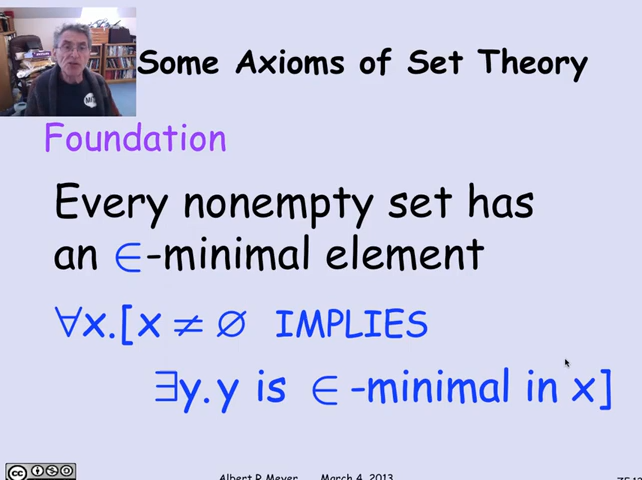 Some Axioms of Set Theory
Foundation
Every nonempty set has
an ∈-minimal element
∀x.[x ≠ ∅ IMPLIES
∃y.y is ∈-minimal in x]
cc
Albert R Meyer March 4, 2013